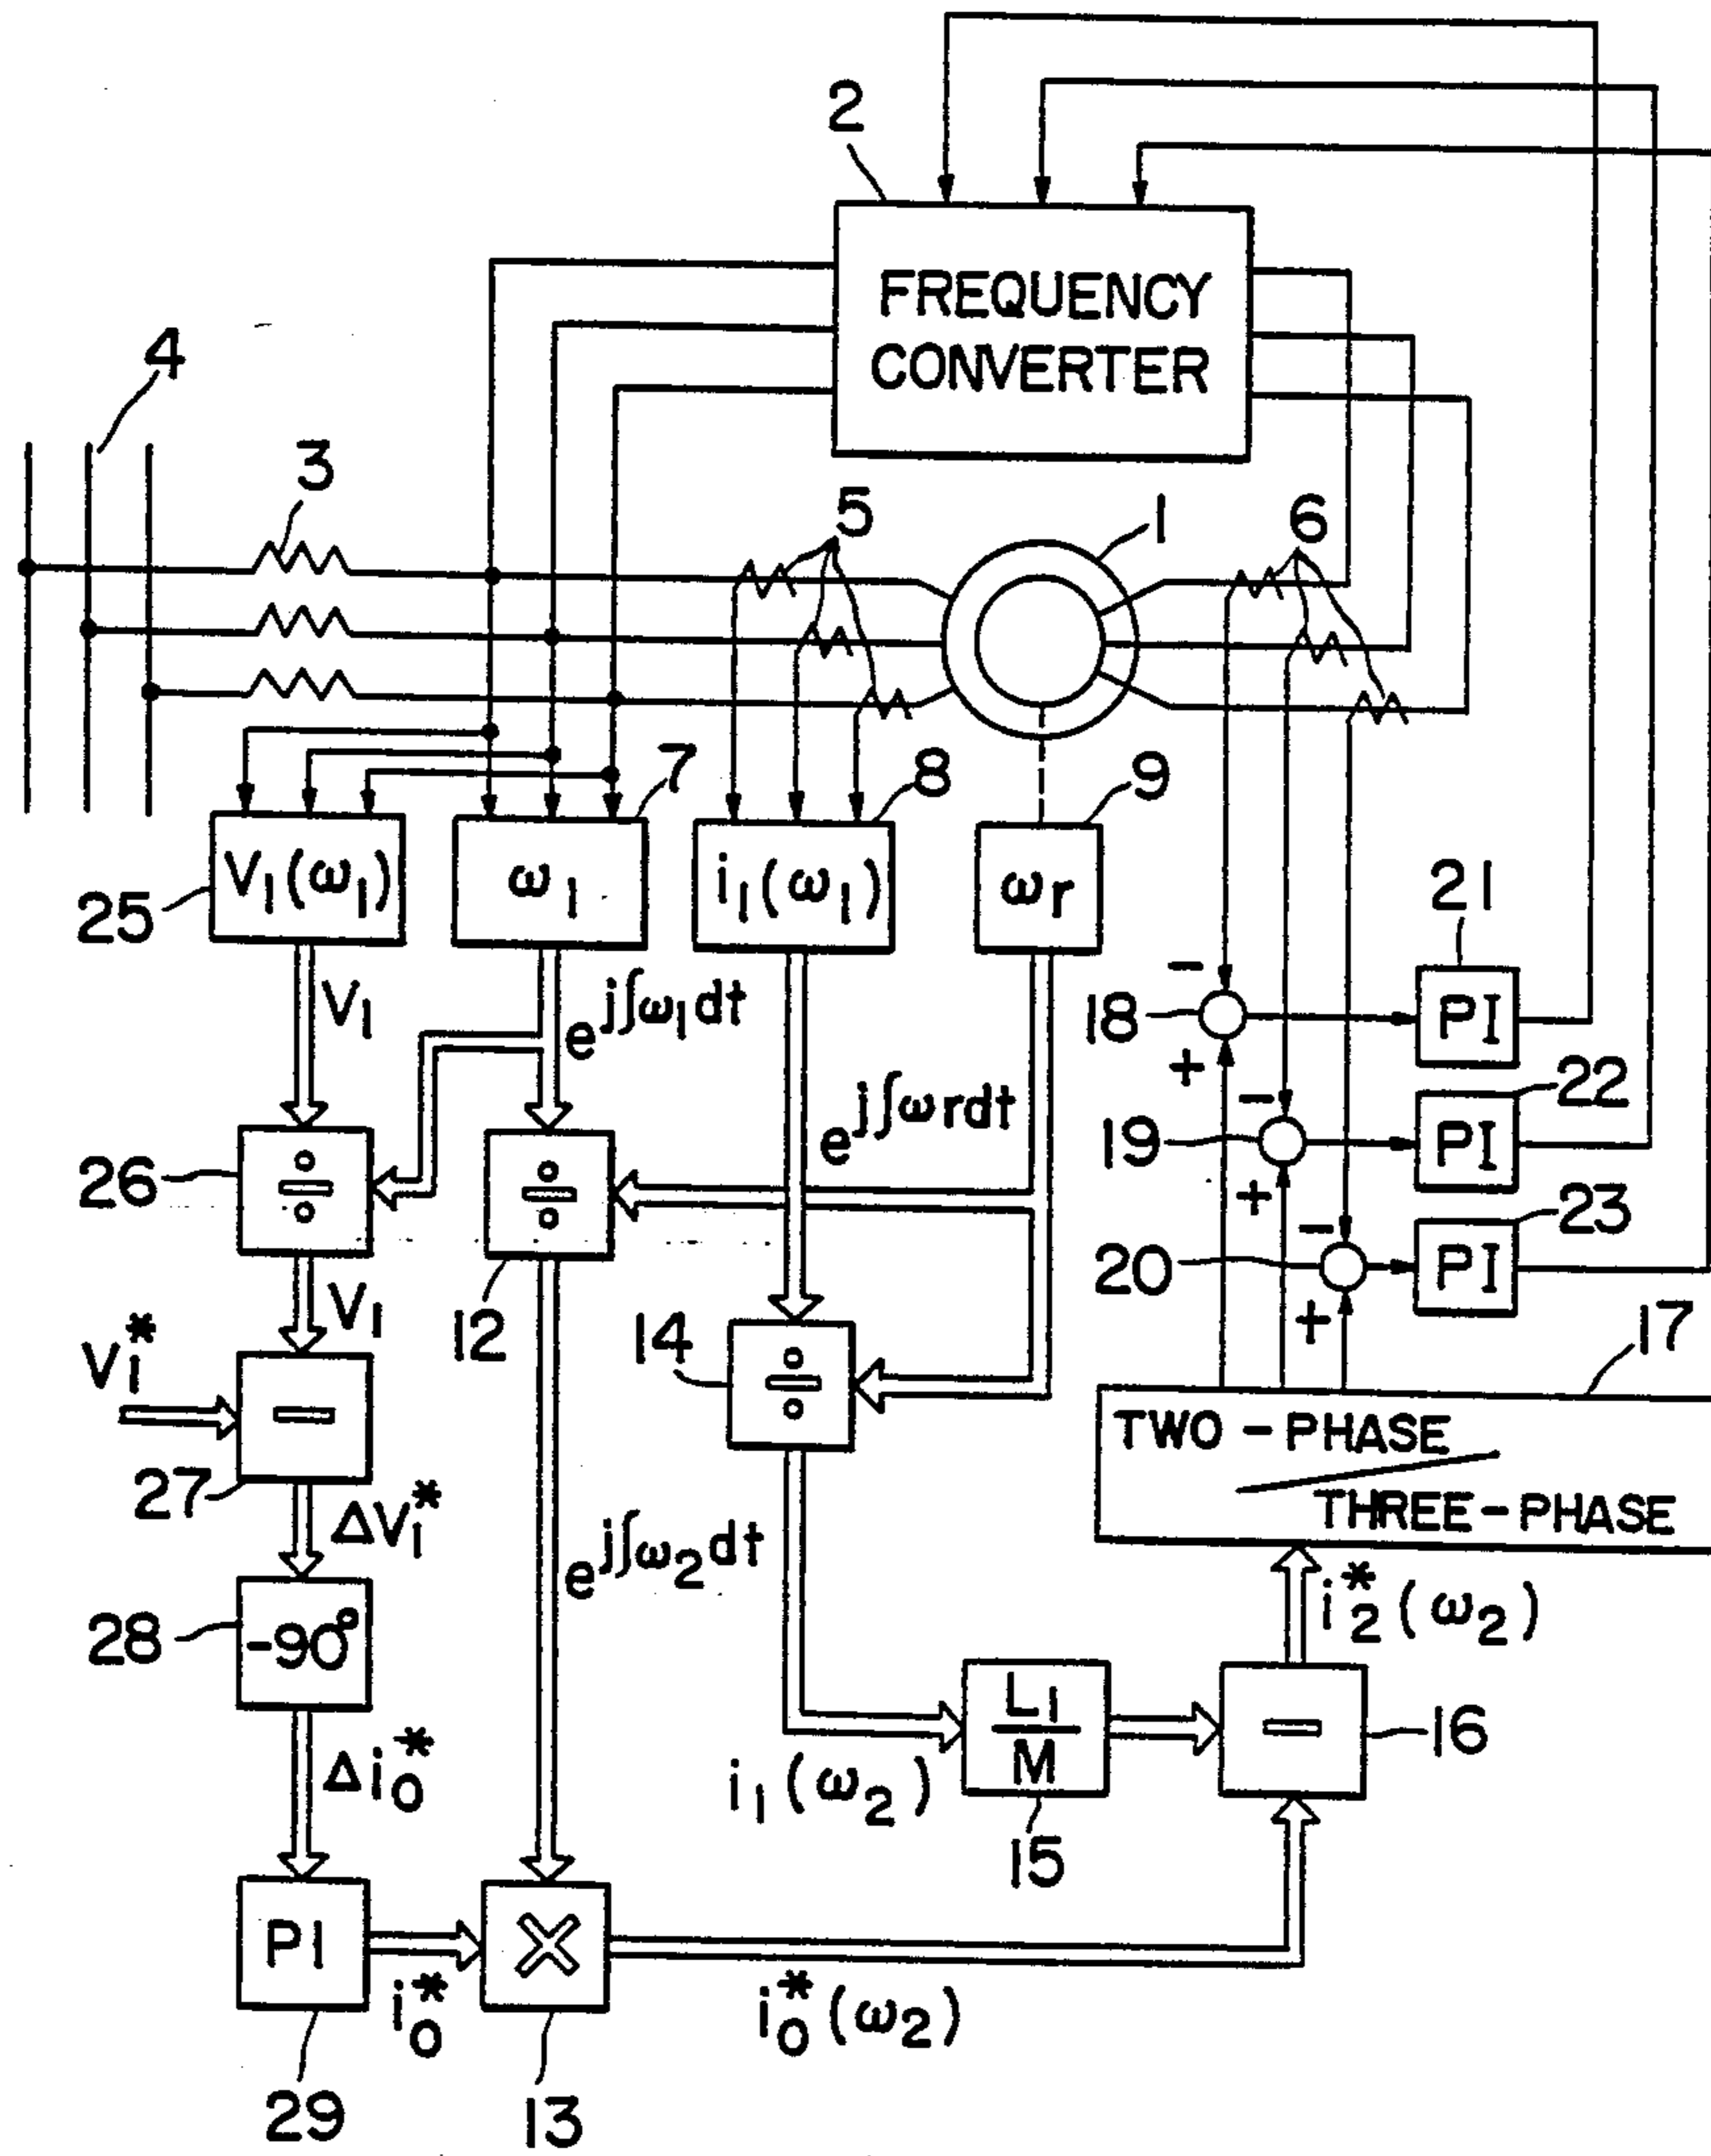 2
FREQUENCY
CONVERTER
4
3
5
1
6
7
8
9
V₁(ω₁)
ω₁
i₁(ω₁)
ωr
25
21
V₁
e^{j∫ω₁dt}
−
18
PI
+
e^{j∫ωrdt}
22
−
19
PI
+
26
÷
÷
23
−
20
PI
+
V₁
12
14
÷
17
V₁*
−
27
TWO-PHASE
THREE-PHASE
ΔV₁*
e^{j∫ω₂dt}
28
-90°
i₂*(ω₂)
L₁
M
−
16
Δi₀*
i₁(ω₂)
15
PI
×
i₀*
i₀*(ω₂)
29
13